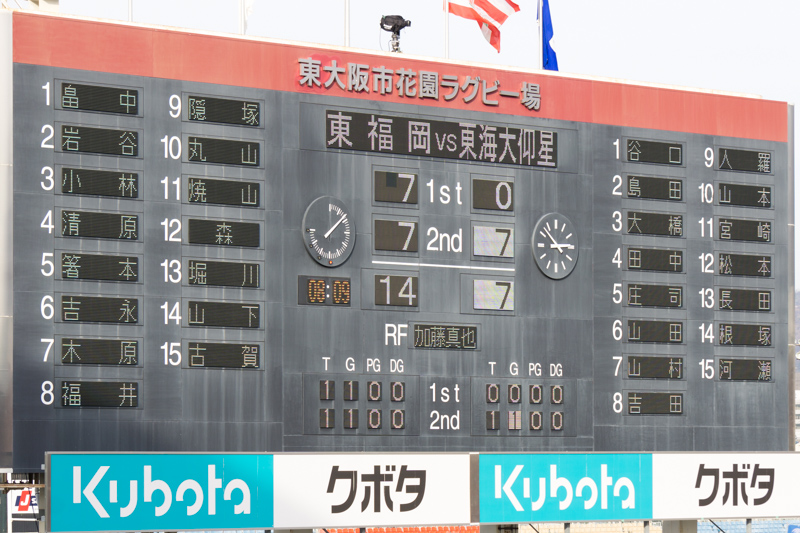 東大阪市花園ラグビー場
東福岡 VS 東海大仰星
1 畠中
2 岩谷
3 小林
4 清原
5 箸本
6 吉永
7 木原
8 福井
9 隠塚
10 丸山
11 焼山
12 森
13 堀川
14 山下
15 古賀
7 1st 0
7 2nd 7
14 7
08:09
RF 加藤真也
T G PG DG T G PG DG
1 1 0 0 1st 0 0 0 0
1 1 0 0 2nd 1 0 0
1 谷口
2 島田
3 大橋
4 田中
5 庄司
6 山田
7 山村
8 吉田
9 人羅
10 山本
11 宮崎
12 松本
13 長田
14 根塚
15 河瀬
Kubota クボタ Kubota クボタ